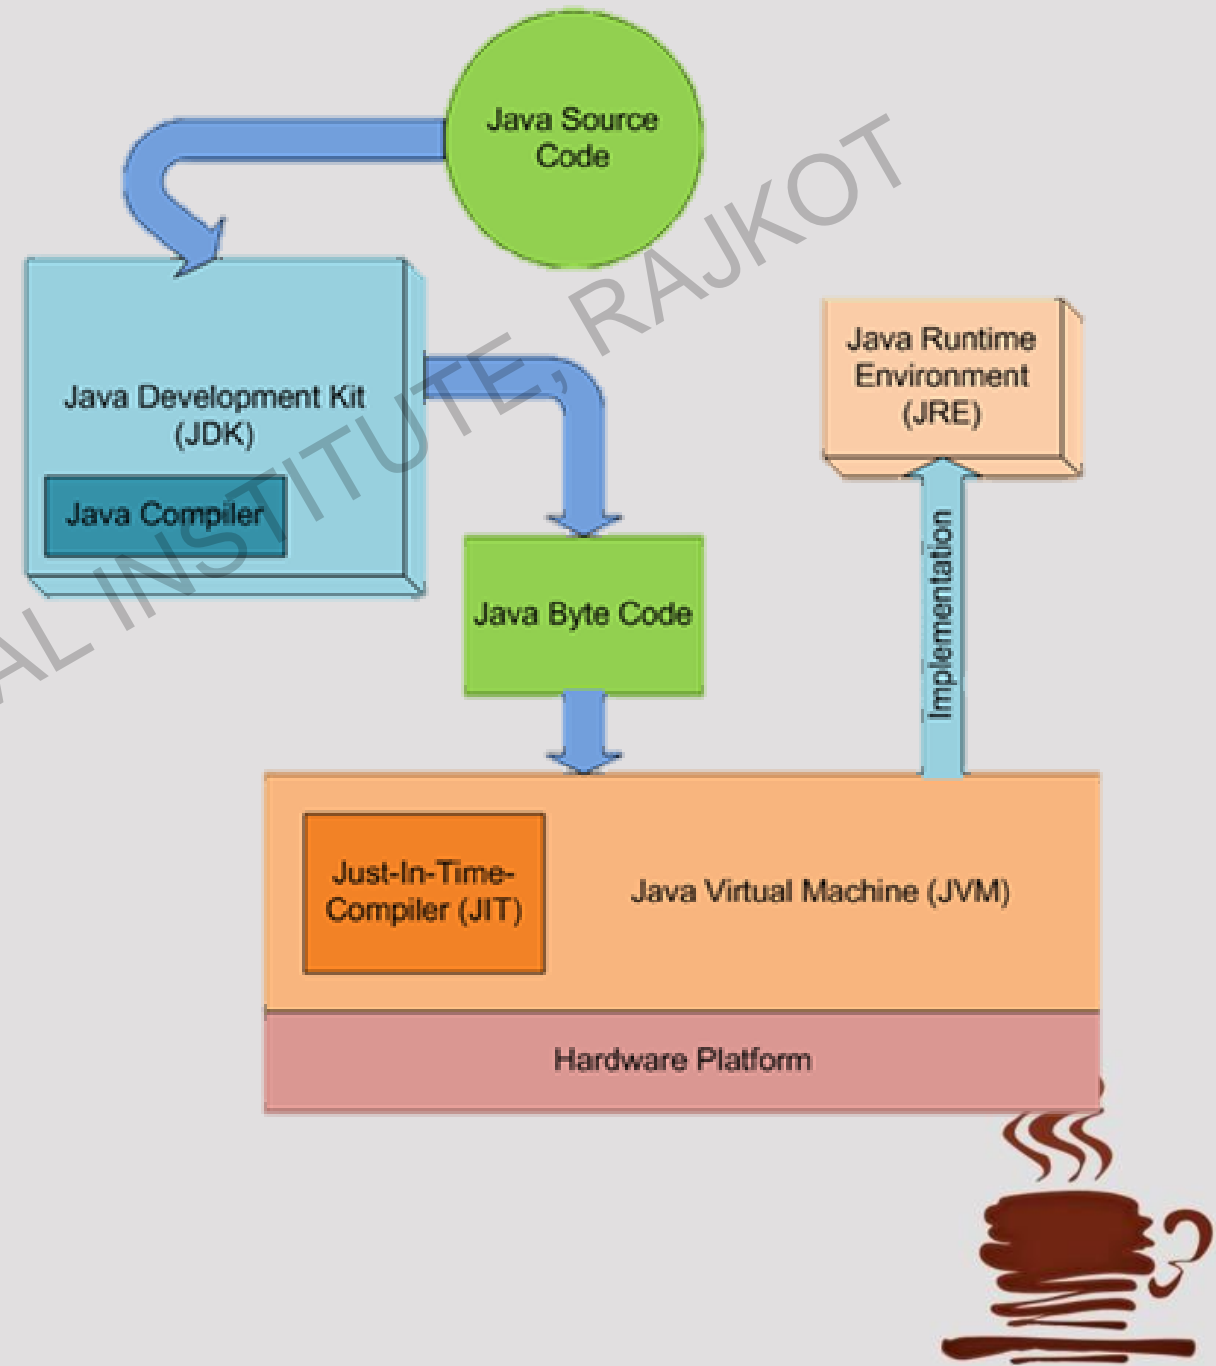 Java Source
Code
Java Development Kit
(JDK)
Java Compiler
Java Runtime
Environment
(JRE)
Implementation
Java Byte Code
Just-In-Time-
Compiler (JIT)
Java Virtual Machine (JVM)
Hardware Platform
INSTITUTE, RAJKOT